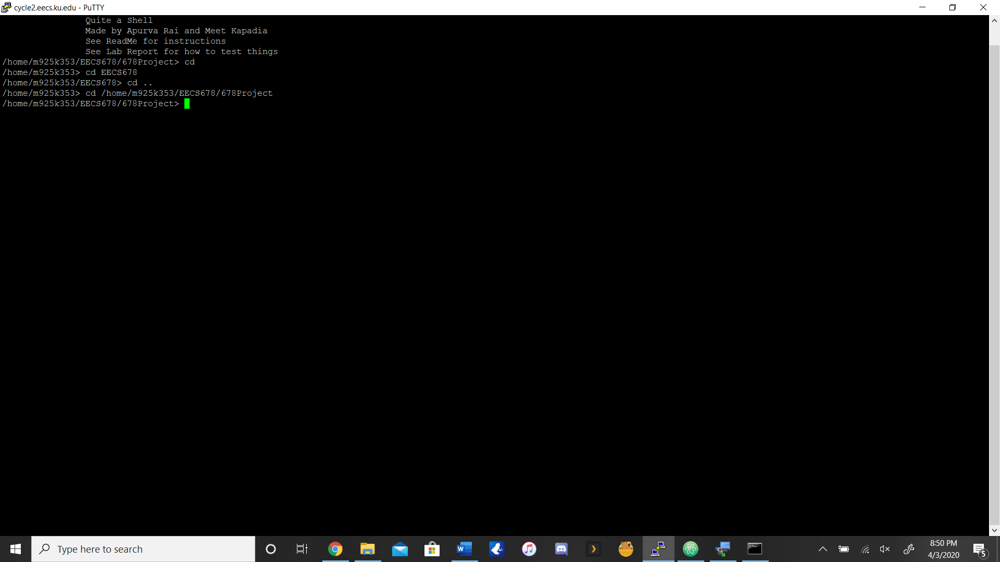 cycle2.eecs.ku.edu - PuTTY
Quite a Shell
Made by Apurva Rai and Meet Kapadia
See ReadMe for instructions
See Lab Report for how to test things
/home/m925k353/EECS678/678Project> cd
/home/m925k353> cd EECS678
/home/m925k353/EECS678> cd ..
/home/m925k353> cd /home/m925k353/EECS678/678Project
/home/m925k353/EECS678/678Project>
Type here to search
8:50 PM
4/3/2020
5